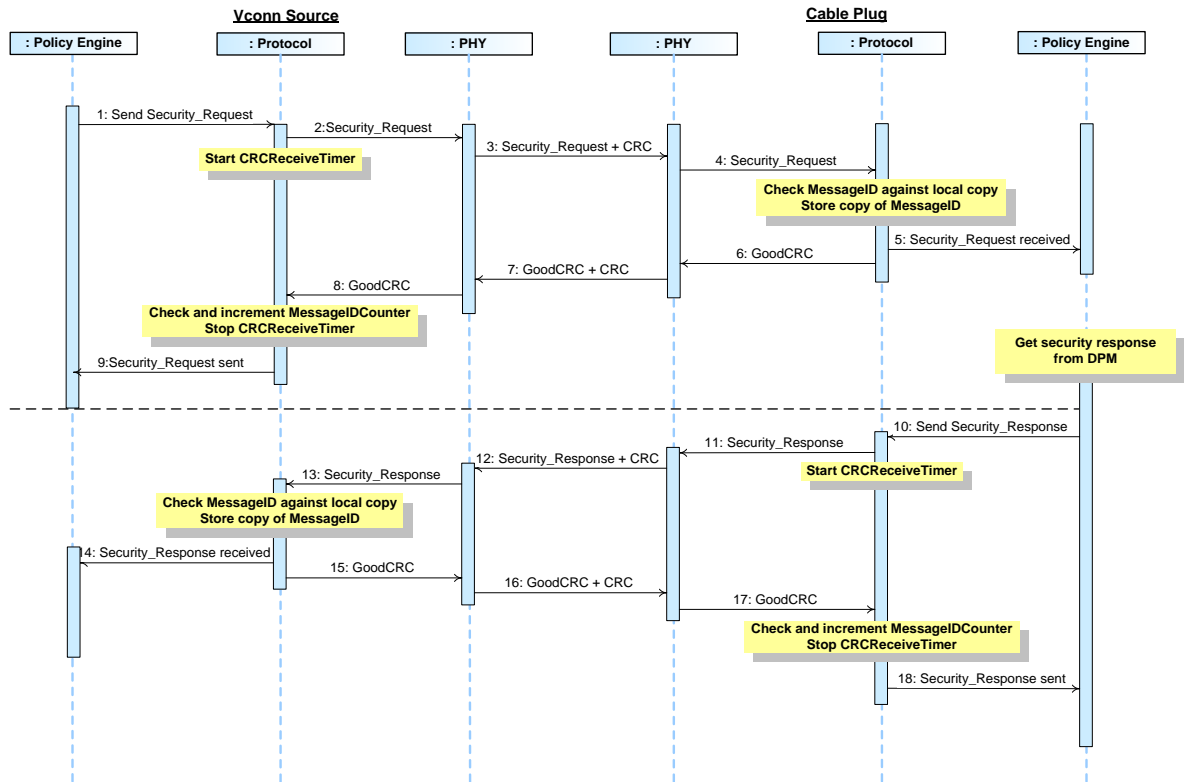 Vconn Source
Cable Plug
: Policy Engine
: Protocol
: PHY
: PHY
: Protocol
: Policy Engine
1: Send Security_Request
2:Security_Request
Start CRCReceiveTimer
3: Security_Request + CRC
4: Security_Request
Check MessageID against local copy
Store copy of MessageID
5: Security_Request received
6: GoodCRC
7: GoodCRC + CRC
8: GoodCRC
Check and increment MessageIDCounter
Stop CRCReceiveTimer
9:Security_Request sent
Get security response
from DPM
10: Send Security_Response
11: Security_Response
Start CRCReceiveTimer
12: Security_Response + CRC
13: Security_Response
Check MessageID against local copy
Store copy of MessageID
14: Security_Response received
15: GoodCRC
16: GoodCRC + CRC
17: GoodCRC
Check and increment MessageIDCounter
Stop CRCReceiveTimer
18: Security_Response sent